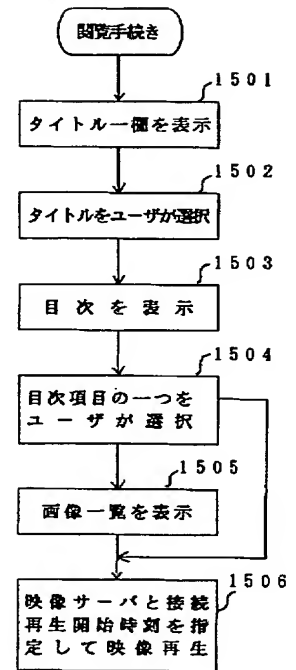 閲覧手続き
1501
タイトル一欄を表示
1502
タイトルをユーザが選択
1503
目次を表示
1504
目次項目の一つを
ユーザが選択
1505
画像一覧を表示
1506
映像サーバと接続
再生開始時刻を指
定して映像再生